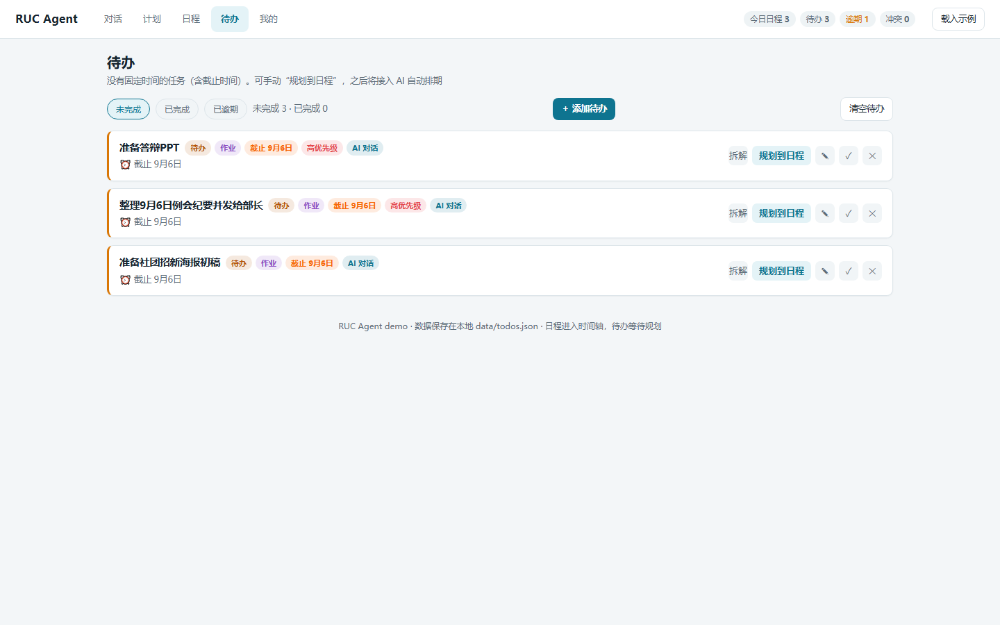 RUC Agent 对话 计划 日程 待办 我的 今日日程 3 待办 3 逾期 1 冲突 0 载入示例
待办
没有固定时间的任务（含截止时间）。可手动“规划到日程”，之后将接入 AI 自动排期
未完成 已完成 已逾期 未完成 3 · 已完成 0 + 添加待办 清空待办
准备答辩PPT 待办 作业 截止 9月6日 高优先级 AI 对话
⏰ 截止 9月6日
拆解 规划到日程 ✎ ✓ ×
整理9月6日例会纪要并发给部长 待办 作业 截止 9月6日 高优先级 AI 对话
⏰ 截止 9月6日
拆解 规划到日程 ✎ ✓ ×
准备社团招新海报初稿 待办 作业 截止 9月6日 AI 对话
⏰ 截止 9月6日
拆解 规划到日程 ✎ ✓ ×
RUC Agent demo · 数据保存在本地 data/todos.json · 日程进入时间轴，待办等待规划